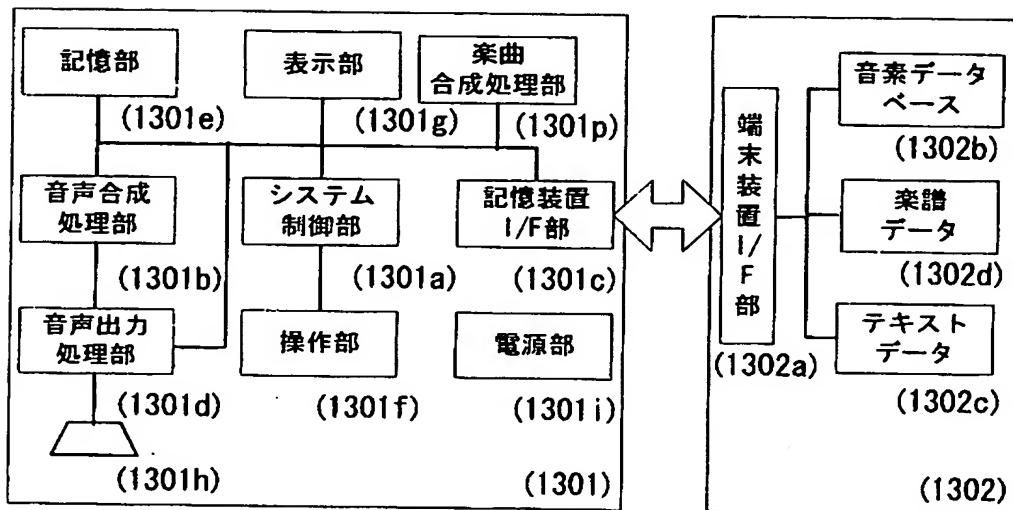 記憶部
(1301e)
表示部
(1301g)
楽曲
合成処理部
(1301p)
音声合成
処理部
(1301b)
システム
制御部
(1301a)
記憶装置
I/F部
(1301c)
音声出力
処理部
(1301d)
操作部
(1301f)
電源部
(1301i)
(1301h)
(1301)
端末装置I/F部
(1302a)
音素データ
ベース
(1302b)
楽譜
データ
(1302d)
テキスト
データ
(1302c)
(1302)